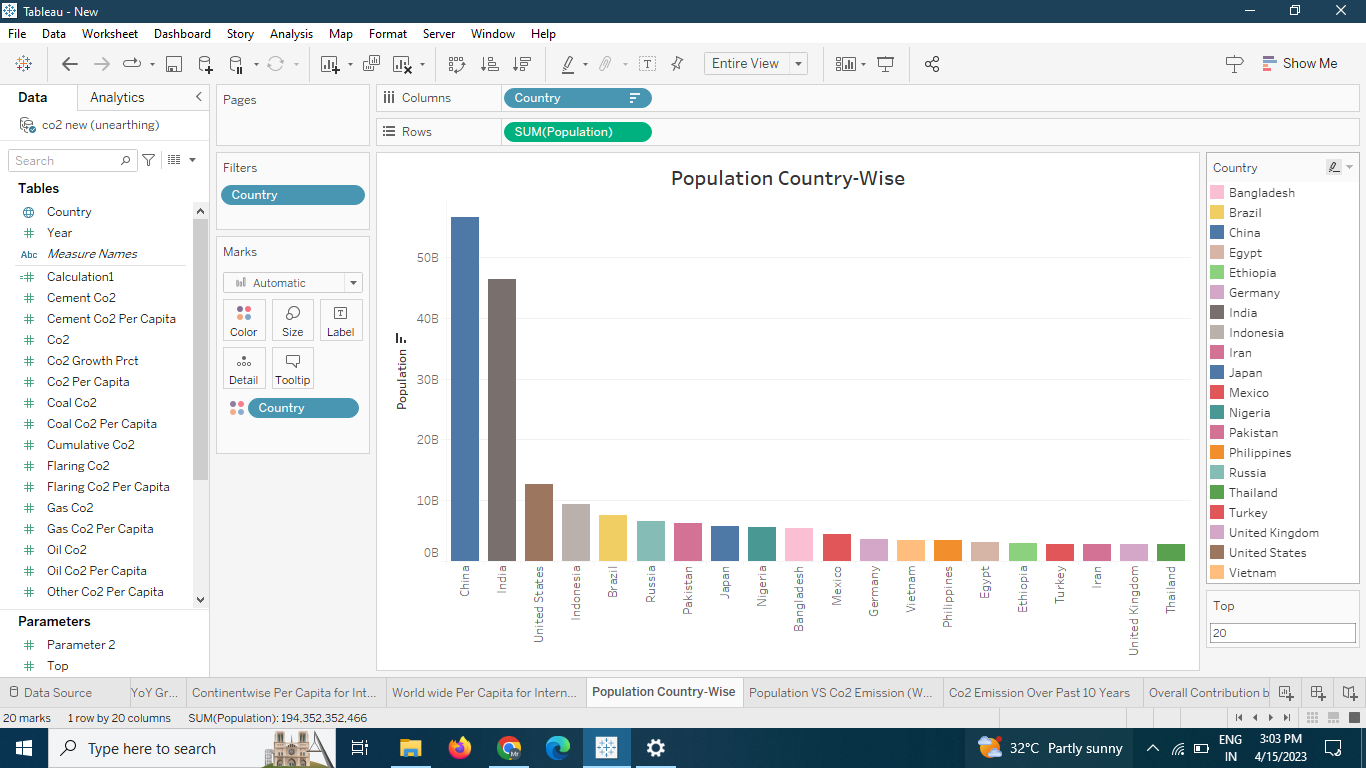 Tableau - New
File Data Worksheet Dashboard Story Analysis Map Format Server Window Help
Entire View
Show Me
Data Analytics
co2 new (unearthing)
Search
Tables
Country
Year
Abc Measure Names
Calculation1
Cement Co2
Cement Co2 Per Capita
Co2
Co2 Growth Prct
Co2 Per Capita
Coal Co2
Coal Co2 Per Capita
Cumulative Co2
Flaring Co2
Flaring Co2 Per Capita
Gas Co2
Gas Co2 Per Capita
Oil Co2
Oil Co2 Per Capita
Other Co2 Per Capita
Parameters
Parameter 2
Top
Pages
Filters
Country
Marks
Automatic
Color Size Label
Detail Tooltip
Country
Columns Country
Rows SUM(Population)
Population Country-Wise
Population
50B
40B
30B
20B
10B
0B
China
India
United States
Indonesia
Brazil
Russia
Pakistan
Japan
Nigeria
Bangladesh
Mexico
Germany
Vietnam
Philippines
Egypt
Ethiopia
Turkey
Iran
United Kingdom
Thailand
Country
Bangladesh
Brazil
China
Egypt
Ethiopia
Germany
India
Indonesia
Iran
Japan
Mexico
Nigeria
Pakistan
Philippines
Russia
Thailand
Turkey
United Kingdom
United States
Vietnam
Top
20
Data Source YoY Gr... Continentwise Per Capita for Int... World wide Per Capita for Intern... Population Country-Wise Population VS Co2 Emission (W... Co2 Emission Over Past 10 Years Overall Contribution b
20 marks 1 row by 20 columns SUM(Population): 194,352,352,466
Type here to search
32°C Partly sunny
ENG
IN
3:03 PM
4/15/2023